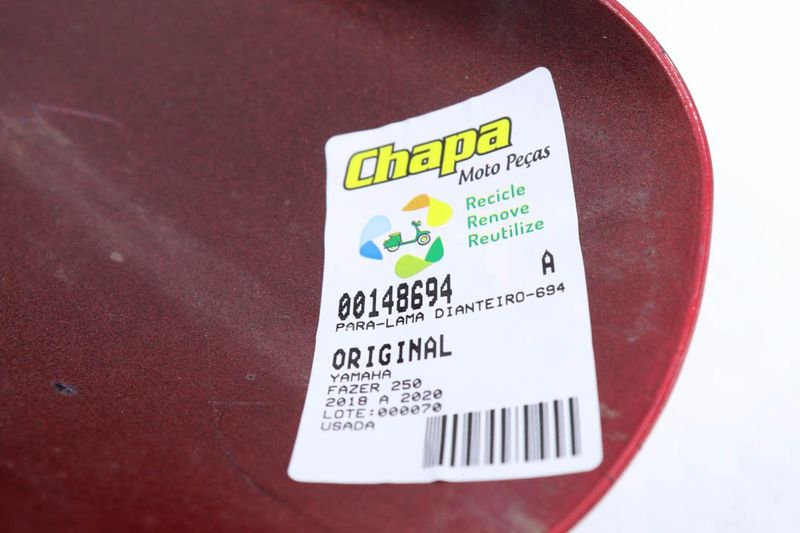 Chapa
Moto Peças
Recicle
Renove
Reutilize
A
00148694
PARA-LAMA DIANTEIRO-694
ORIGINAL
YAMAHA
FAZER 250
2018 A 2020
LOTE:000070
USADA